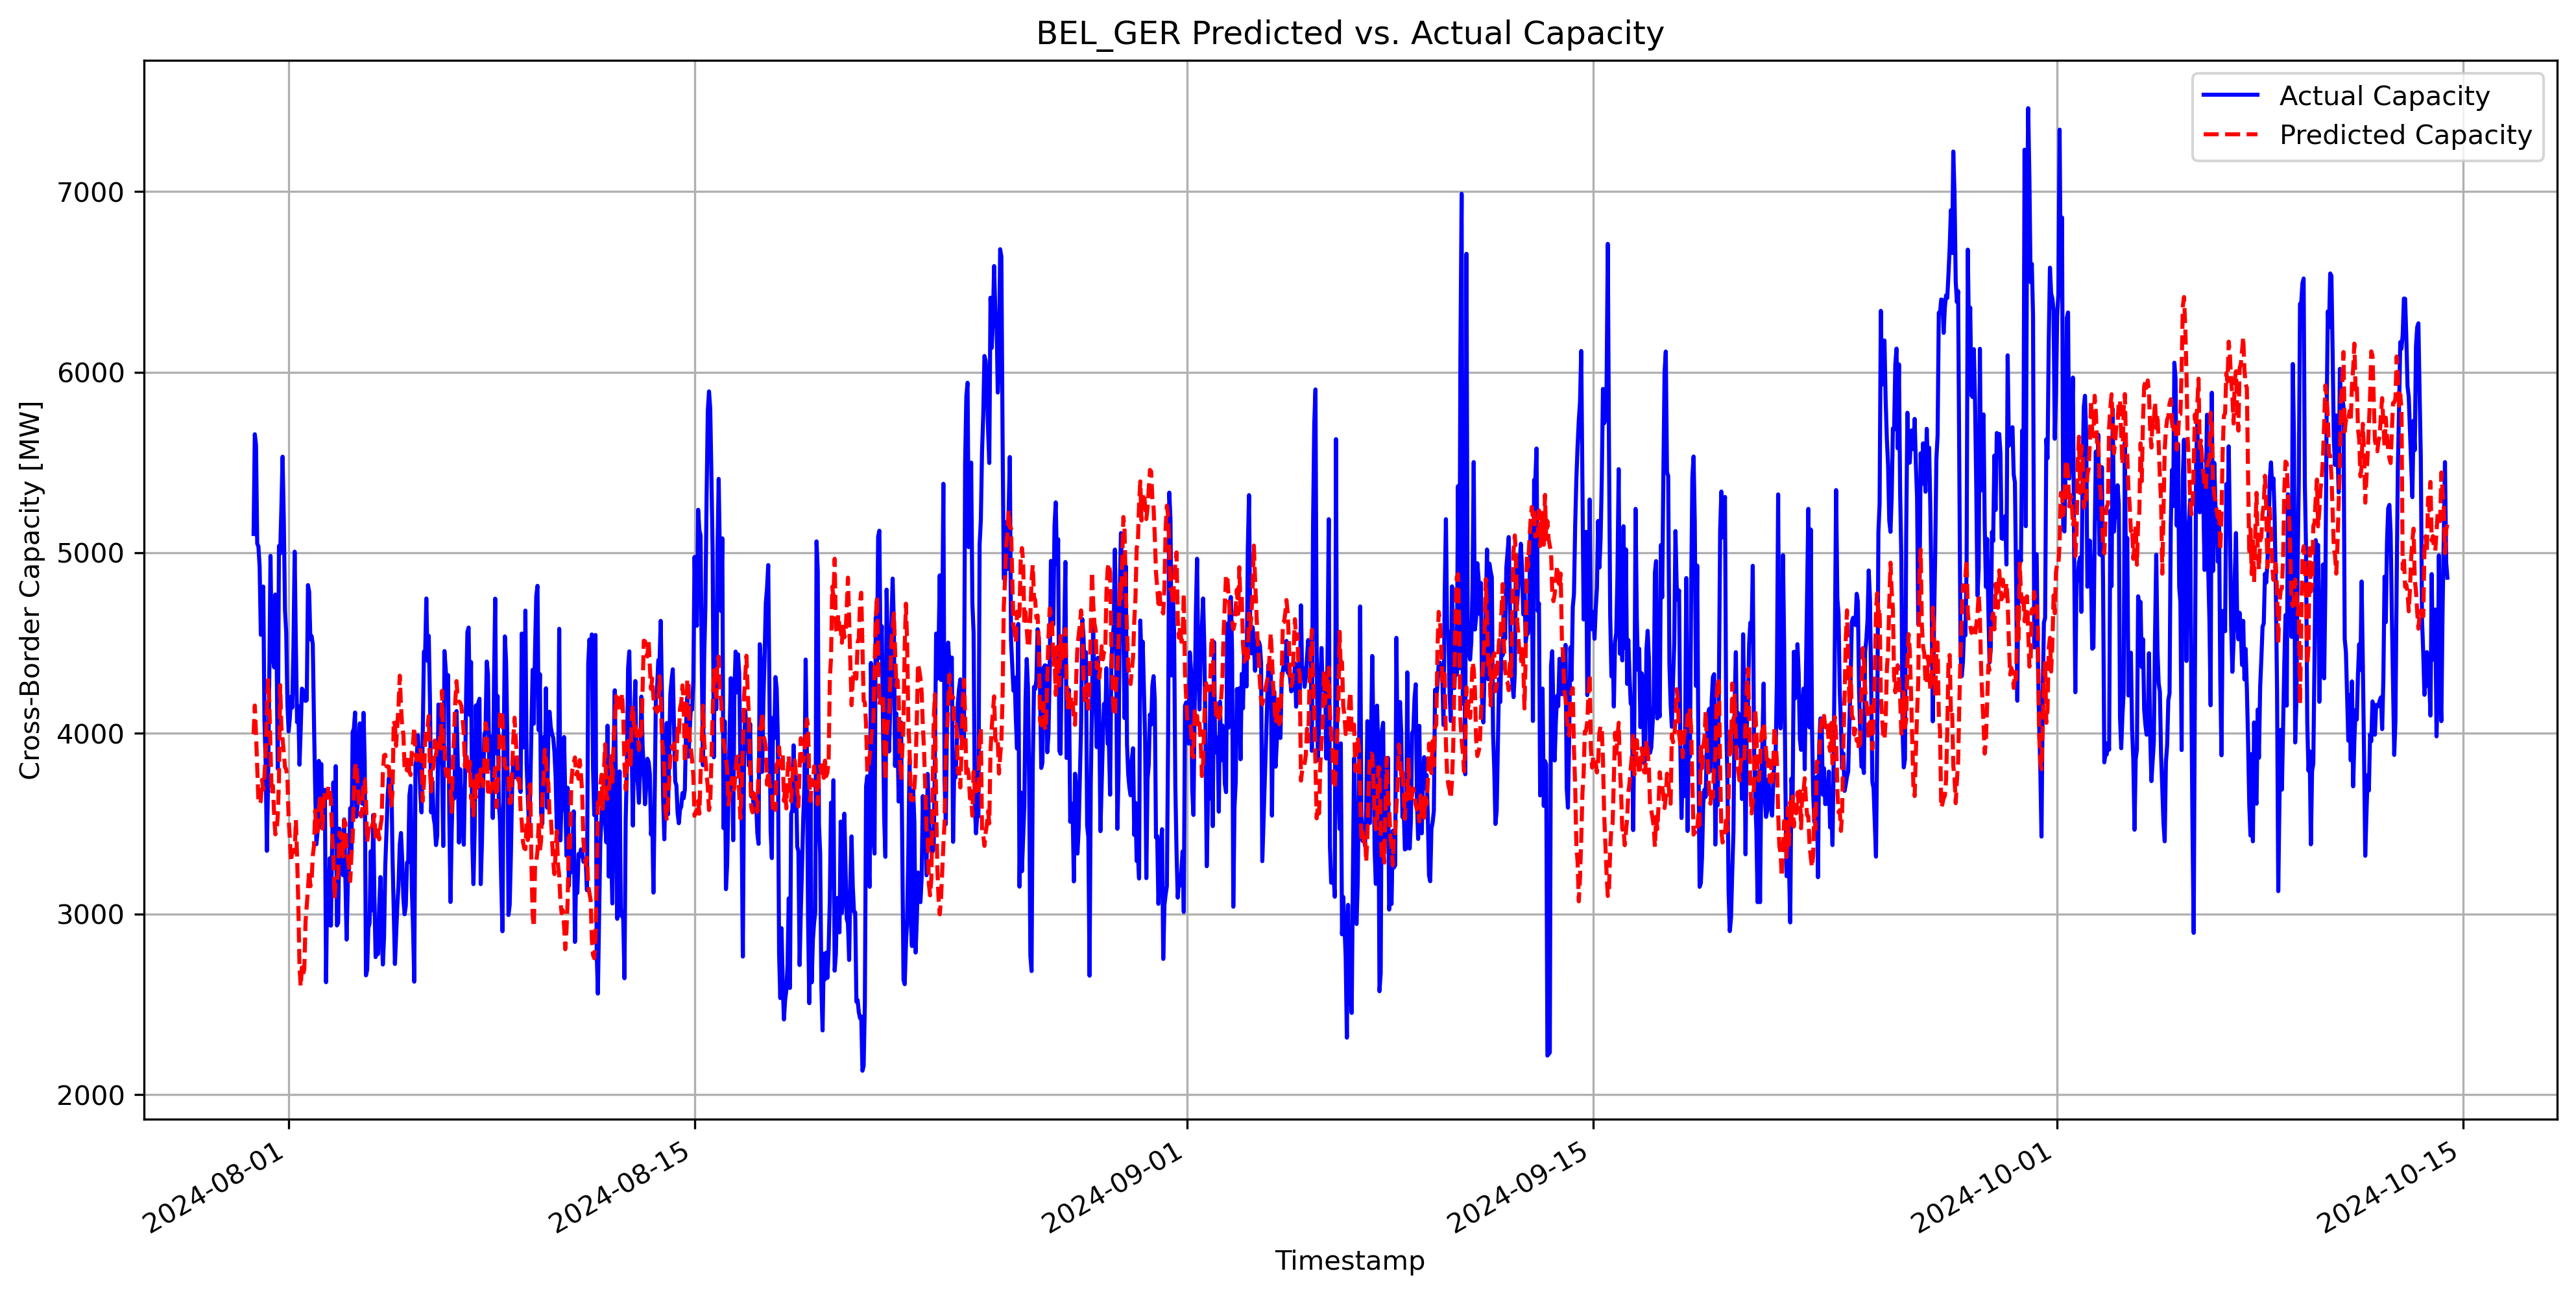 BEL_GER Predicted vs. Actual Capacity
Actual Capacity
Predicted Capacity
Cross-Border Capacity [MW]
7000
6000
5000
4000
3000
2000
2024-08-01
2024-08-15
2024-09-01
2024-09-15
2024-10-01
2024-10-15
Timestamp